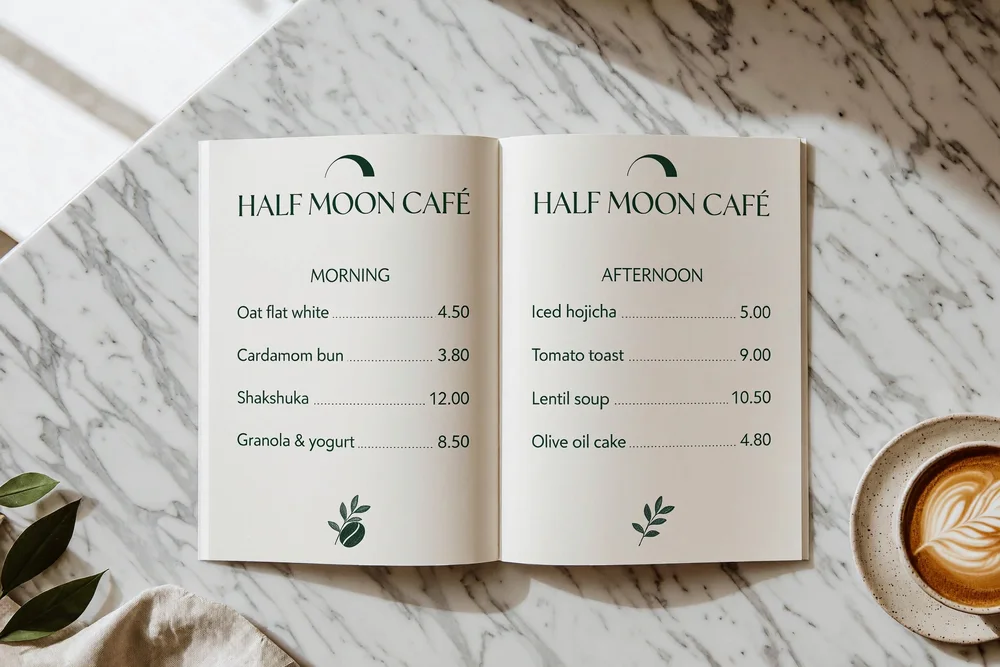 HALF MOON CAFÉ
MORNING
Oat flat white 4.50
Cardamom bun 3.80
Shakshuka 12.00
Granola & yogurt 8.50
HALF MOON CAFÉ
AFTERNOON
Iced hojicha 5.00
Tomato toast 9.00
Lentil soup 10.50
Olive oil cake 4.80